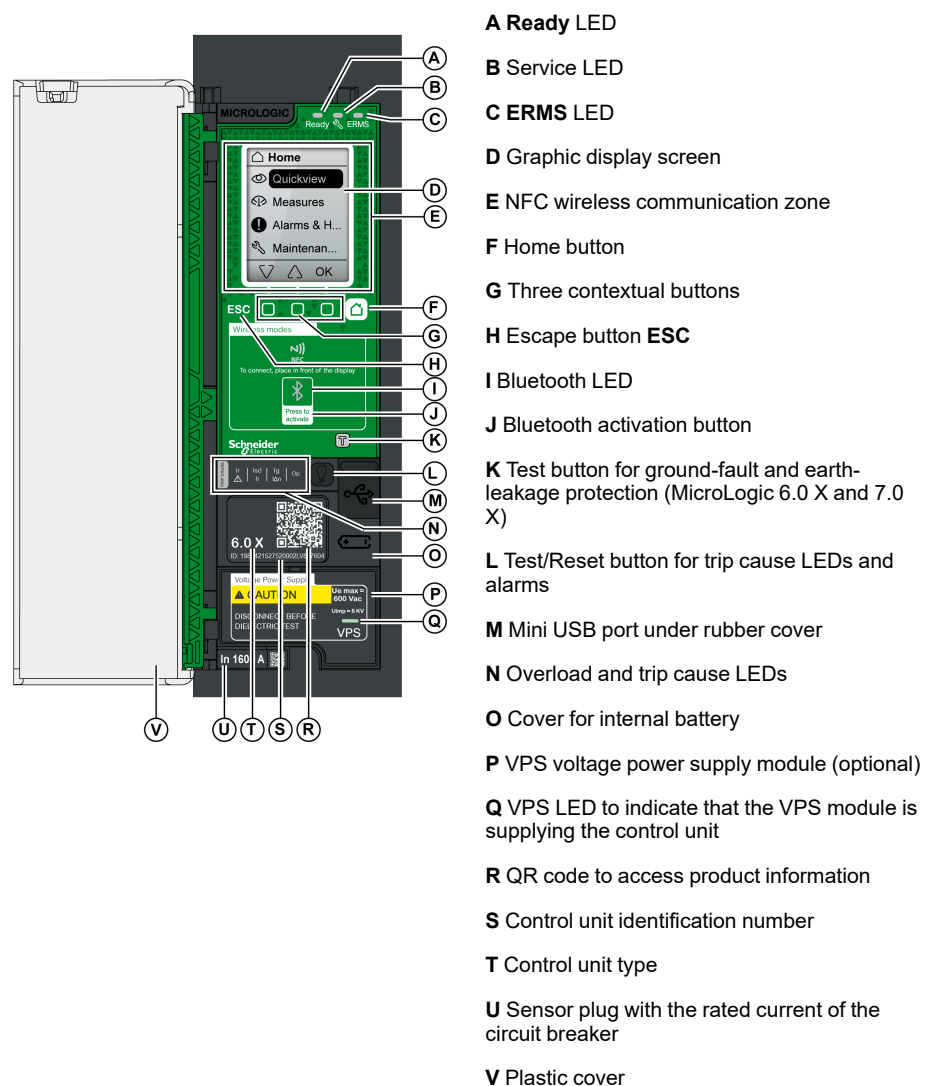 A
B
C
MICROLOGIC
Ready ERMS
Home
Quickview
Measures
Alarms & H...
Maintenan...
OK
D
E
ESC
F
Wireless modes
G
NFC
To connect, place in front of the display
H
I
Press to
activate
J
Schneider
Electric
T
K
TRIP CAUSE
Ir Isd Ig Op
Ii IΔn
L
M
N
6.0 X
O
Voltage Power Supply
CAUTION
Ue max =
600 Vac
P
DISCONNECT BEFORE
DIELECTRIC TEST
Uimp = 8 KV
VPS
Q
V
U
T
S
R
A Ready LED
B Service LED
C ERMS LED
D Graphic display screen
E NFC wireless communication zone
F Home button
G Three contextual buttons
H Escape button ESC
I Bluetooth LED
J Bluetooth activation button
K Test button for ground-fault and earth-
leakage protection (MicroLogic 6.0 X and 7.0
X)
L Test/Reset button for trip cause LEDs and
alarms
M Mini USB port under rubber cover
N Overload and trip cause LEDs
O Cover for internal battery
P VPS voltage power supply module (optional)
Q VPS LED to indicate that the VPS module is
supplying the control unit
R QR code to access product information
S Control unit identification number
T Control unit type
U Sensor plug with the rated current of the
circuit breaker
V Plastic cover